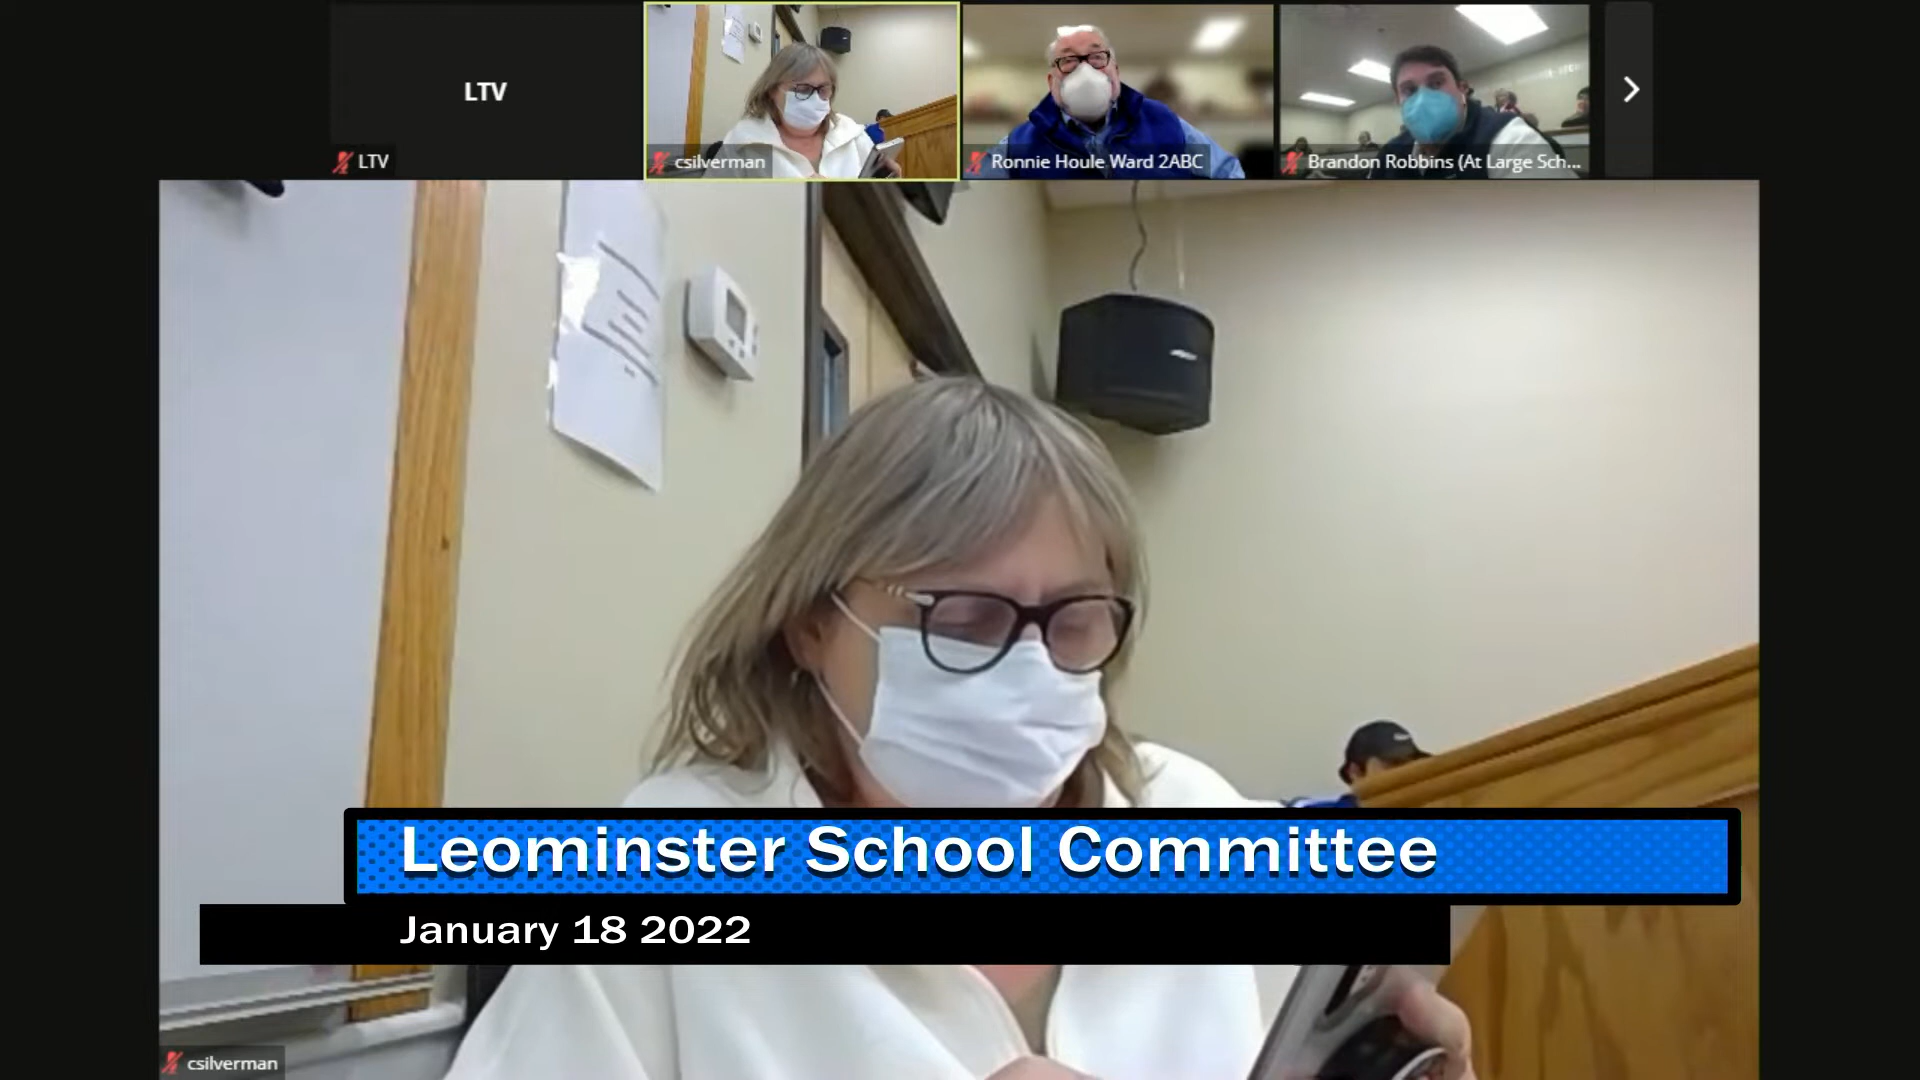 LTV
LTV
csilverman
Ronnie Houle Ward 2ABC
Brandon Robbins (At Large Sch...
Leominster School Committee
January 18 2022
csilverman